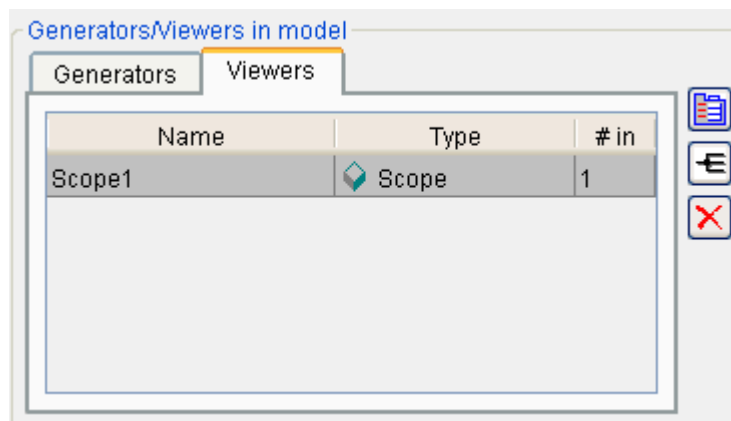 Generators/Viewers in model
Generators Viewers
Name Type # in
Scope1 Scope 1